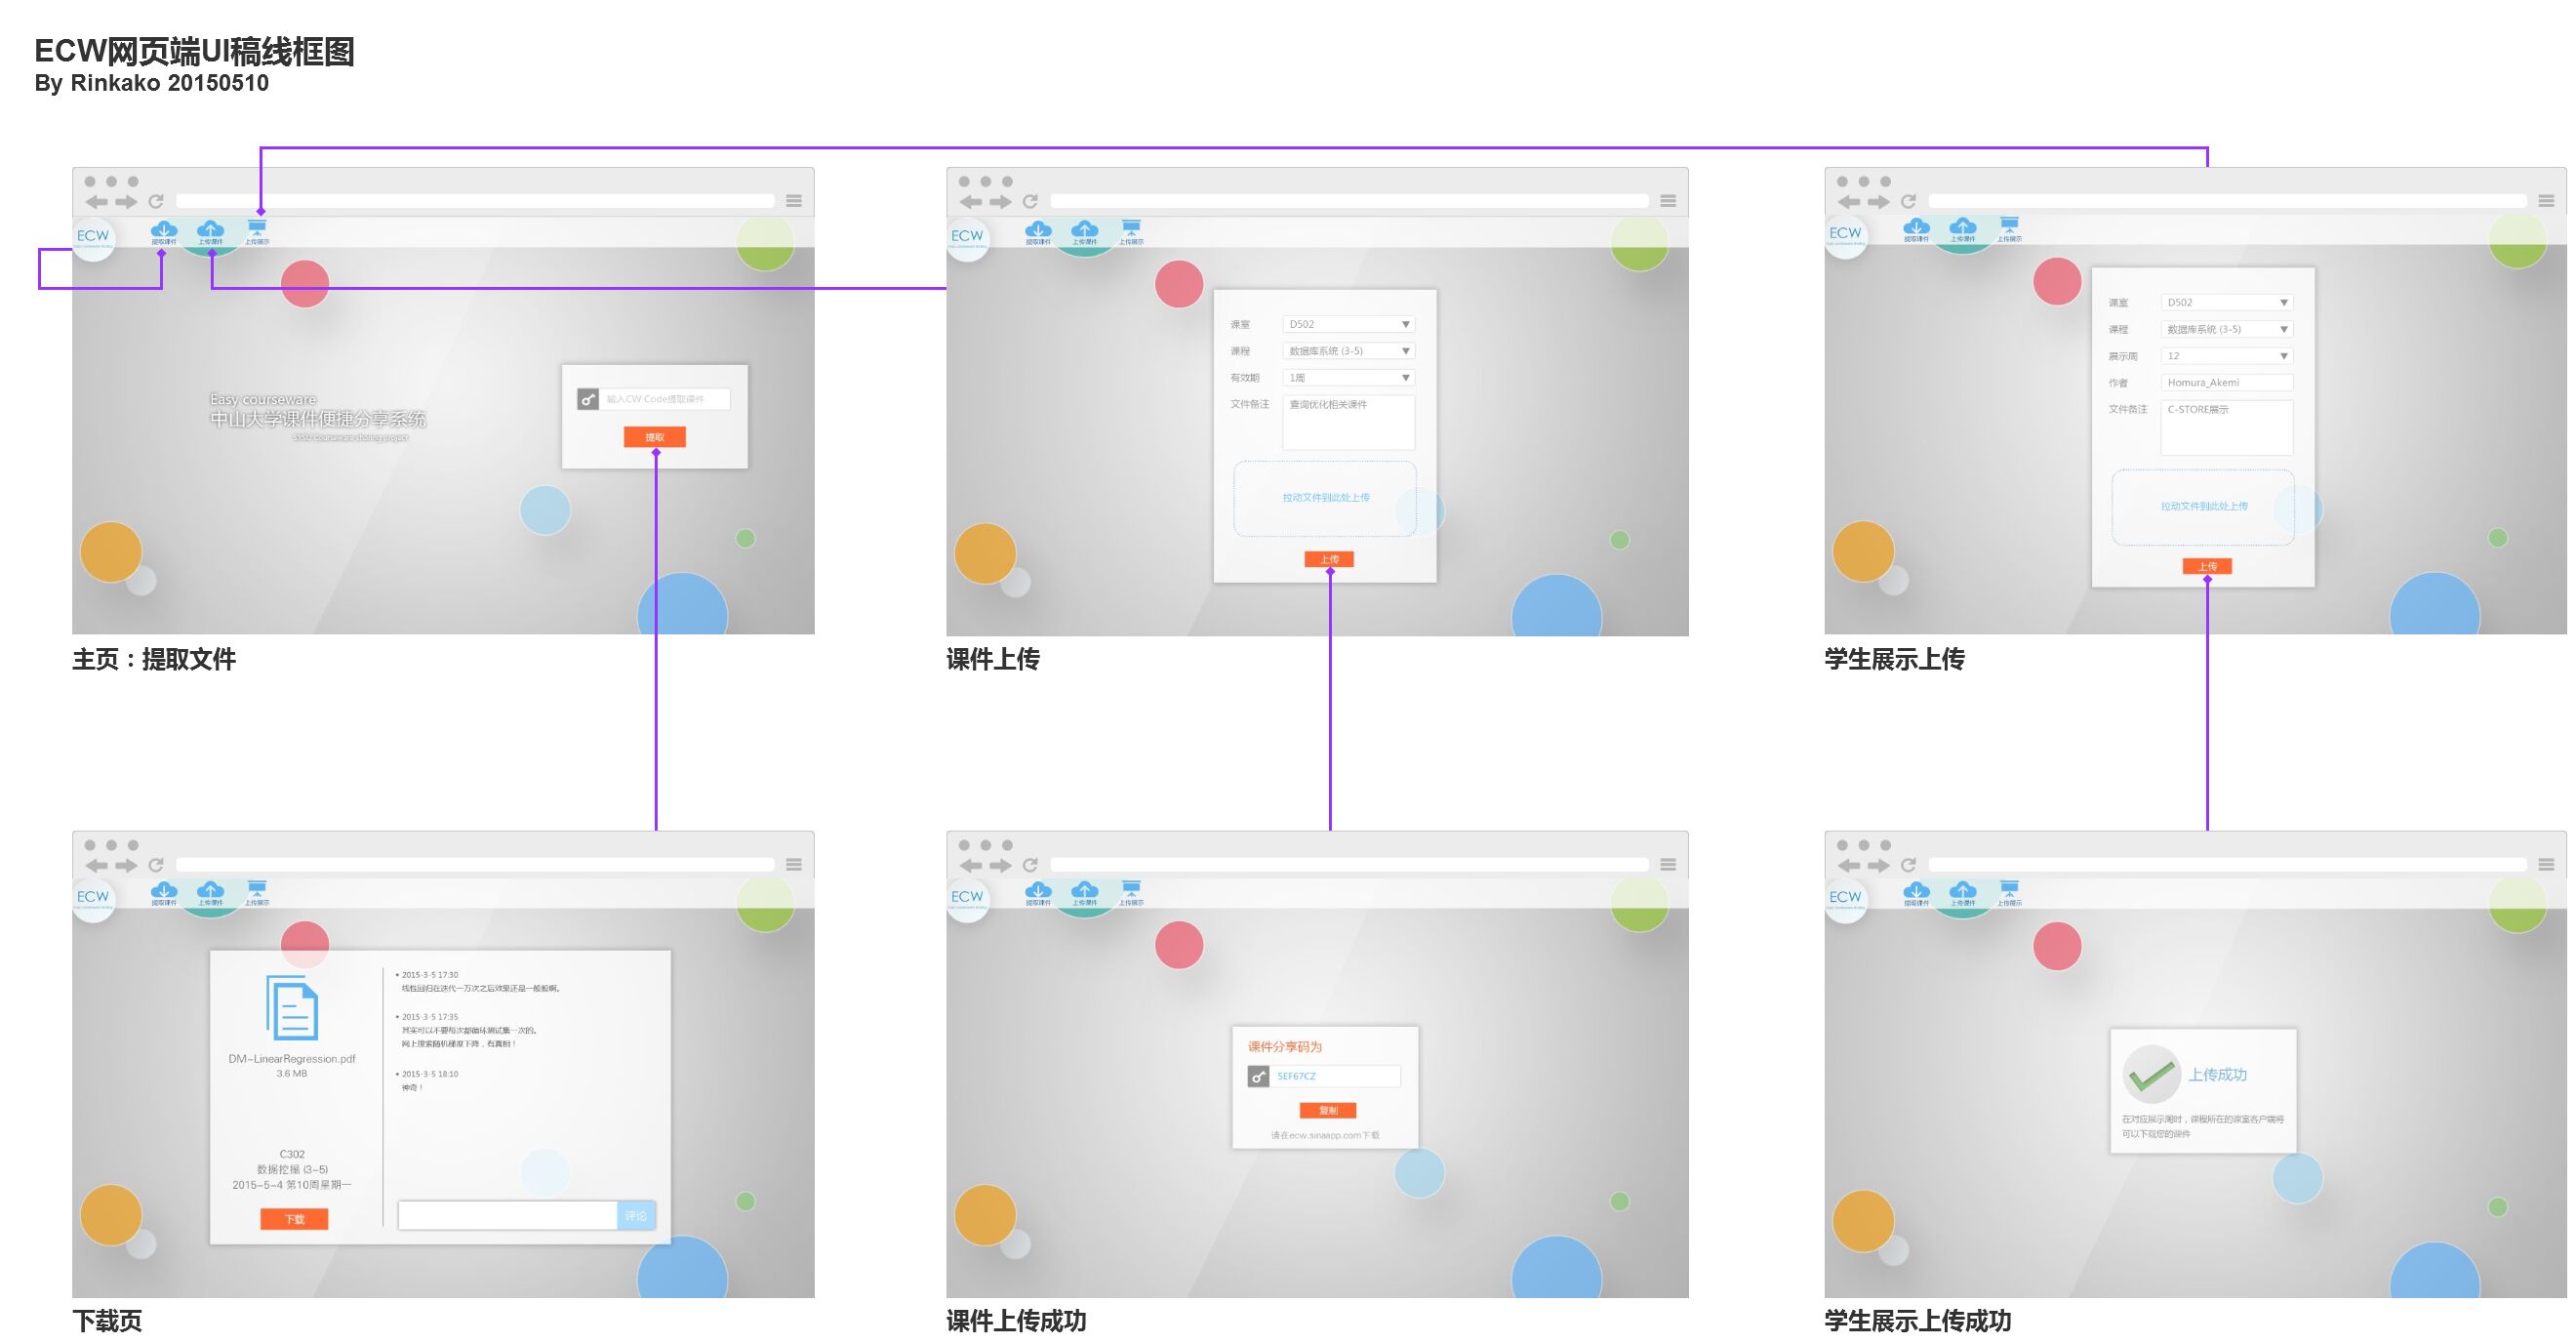 ECW网页端UI稿线框图
By Rinkako 20150510
ECW
提取课件
上传课件
上传展示
Easy courseware
中山大学课件便捷分享系统
SYSU Courseware sharing project
输入CW Code提取课件
提取
主页：提取文件
ECW
提取课件
上传课件
上传展示
课室
D502
课程
数据库系统 (3-5)
有效期
1周
文件备注
查询优化相关课件
拉动文件到此处上传
上传
课件上传
ECW
提取课件
上传课件
上传展示
课室
D502
课程
数据库系统 (3-5)
展示周
12
作者
Homura_Akemi
文件备注
C-STORE展示
拉动文件到此处上传
上传
学生展示上传
ECW
提取课件
上传课件
上传展示
DM-LinearRegression.pdf
3.6 MB
C302
数据挖掘 (3-5)
2015-5-4 第10周星期一
下载
• 2015-3-5 17:30
线性回归在迭代一万次之后效果还是一般般啊。
• 2015-3-5 17:35
其实可以不要每次都循环测试集一次的。
网上搜索随机梯度下降，有真相！
• 2015-3-5 18:10
神奇！
评论
下载页
ECW
提取课件
上传课件
上传展示
课件分享码为
SEF67CZ
复制
请在ecw.sinaapp.com下载
课件上传成功
ECW
提取课件
上传课件
上传展示
上传成功
在对应展示周时，课程所在的课室客户端将
可以下载您的课件
学生展示上传成功